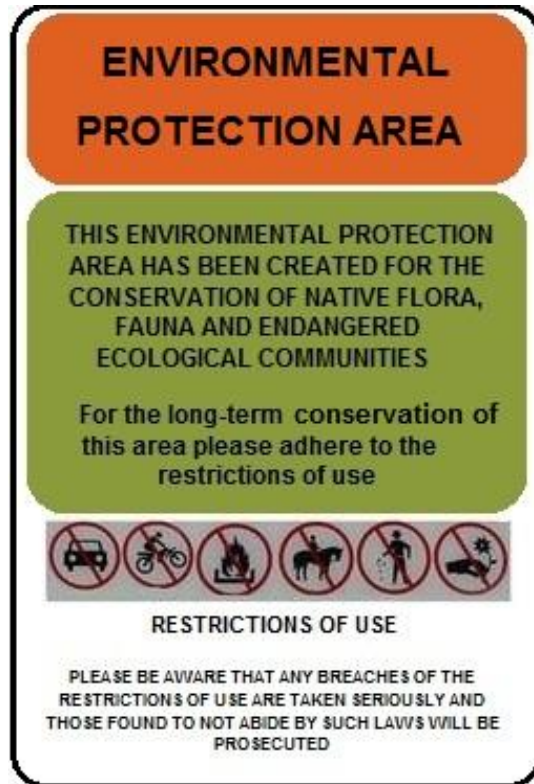 ENVIRONMENTAL
PROTECTION AREA
THIS ENVIRONMENTAL PROTECTION
AREA HAS BEEN CREATED FOR THE
CONSERVATION OF NATIVE FLORA,
FAUNA AND ENDANGERED
ECOLOGICAL COMMUNITIES
For the long-term conservation of
this area please adhere to the
restrictions of use
RESTRICTIONS OF USE
PLEASE BE AWARE THAT ANY BREACHES OF THE
RESTRICTIONS OF USE ARE TAKEN SERIOUSLY AND
THOSE FOUND TO NOT ABIDE BY SUCH LAWS WILL BE
PROSECUTED